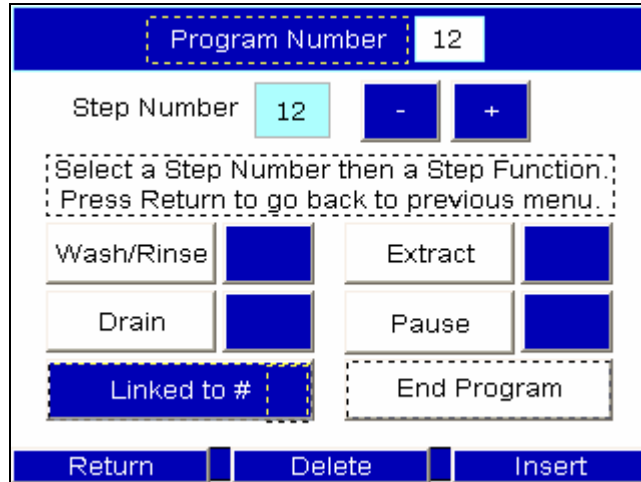 Program Number 12
Step Number 12 - +
Select a Step Number then a Step Function.
Press Return to go back to previous menu.
Wash/Rinse Extract
Drain Pause
Linked to # End Program
Return Delete Insert